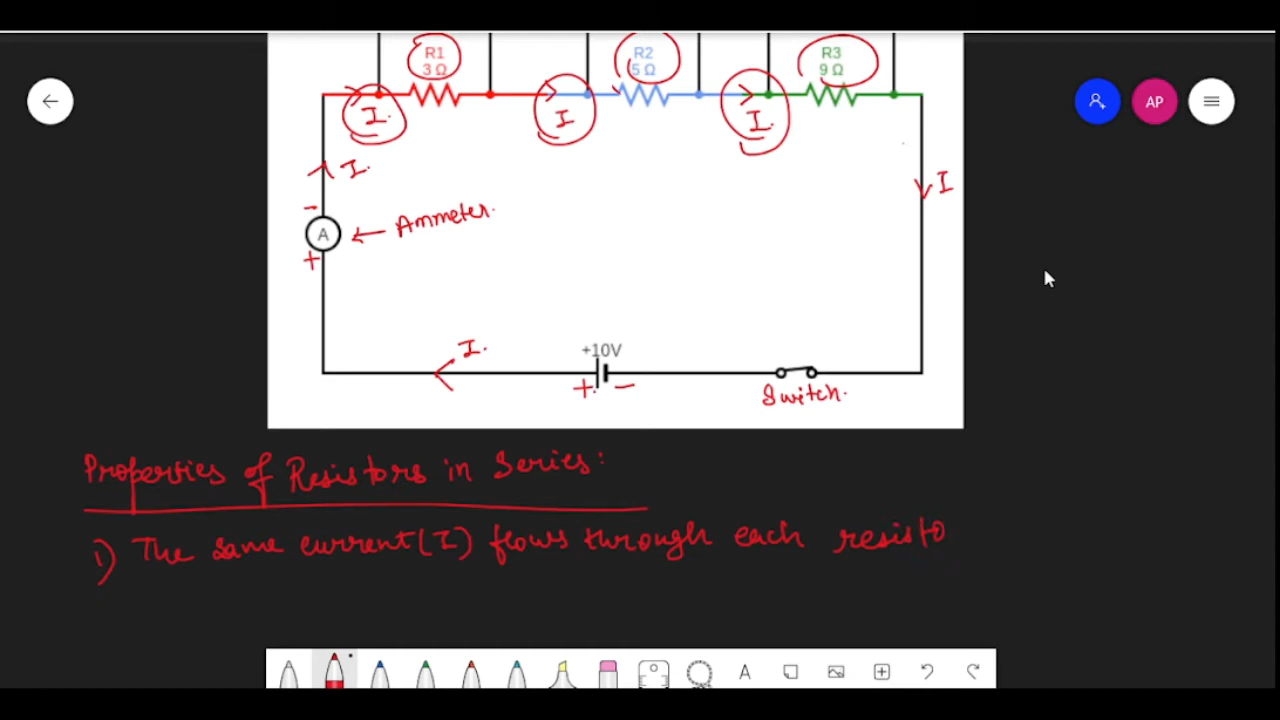 R1
3 Ω
R2
5 Ω
R3
9 Ω
I.
I
I.
I.
I
- 
A
+
← Ammeter.
I.
+10V
+ -
Switch.
AP
Properties of Resistors in Series:
1) The same current (I) flows through each resisto
A